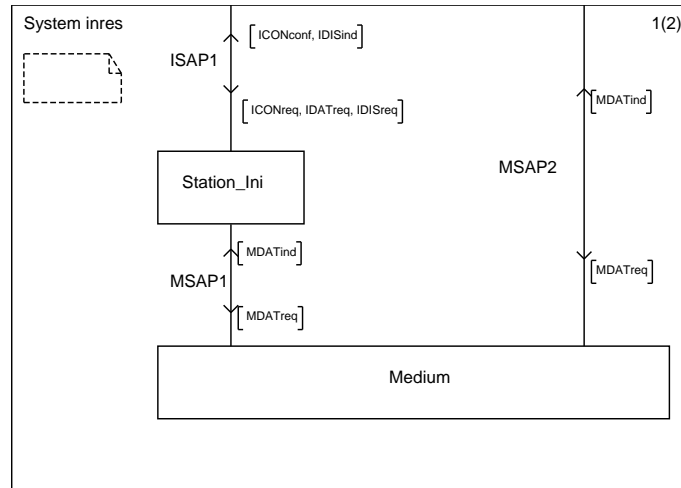 System inres
1(2)
[ICONconf, IDISind]
ISAP1
[ICONreq, IDATreq, IDISreq]
[MDATind]
Station_Ini
MSAP2
[MDATind]
MSAP1
[MDATreq]
[MDATreq]
Medium